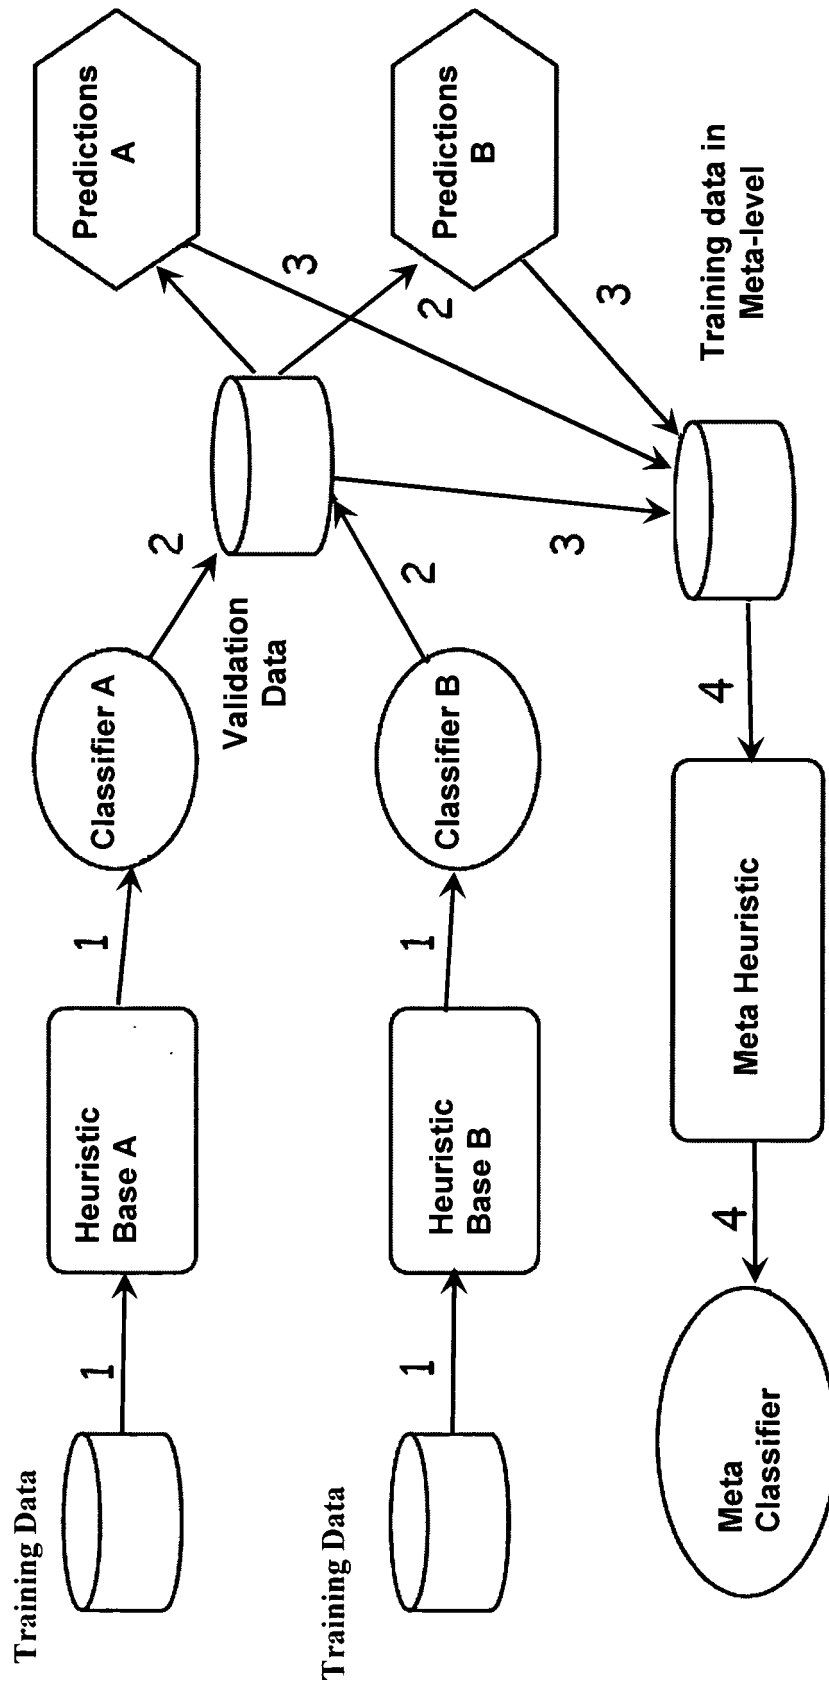 Training Data
1
Heuristic
Base A
1
Classifier A
2
Validation
Data
Predictions
A
3
Training Data
1
Heuristic
Base B
1
Classifier B
2
2
Predictions
B
3
3
Training data in
Meta-level
Meta
Classifier
4
Meta Heuristic
4